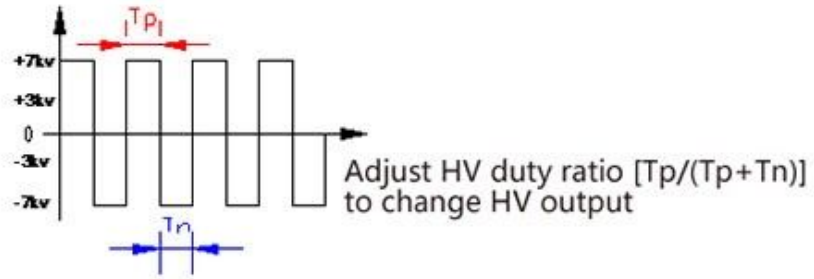 Tp
+7kv
+3kv
0
-3kv
-7kv
Tn
Adjust HV duty ratio [Tp/(Tp+Tn)]
to change HV output